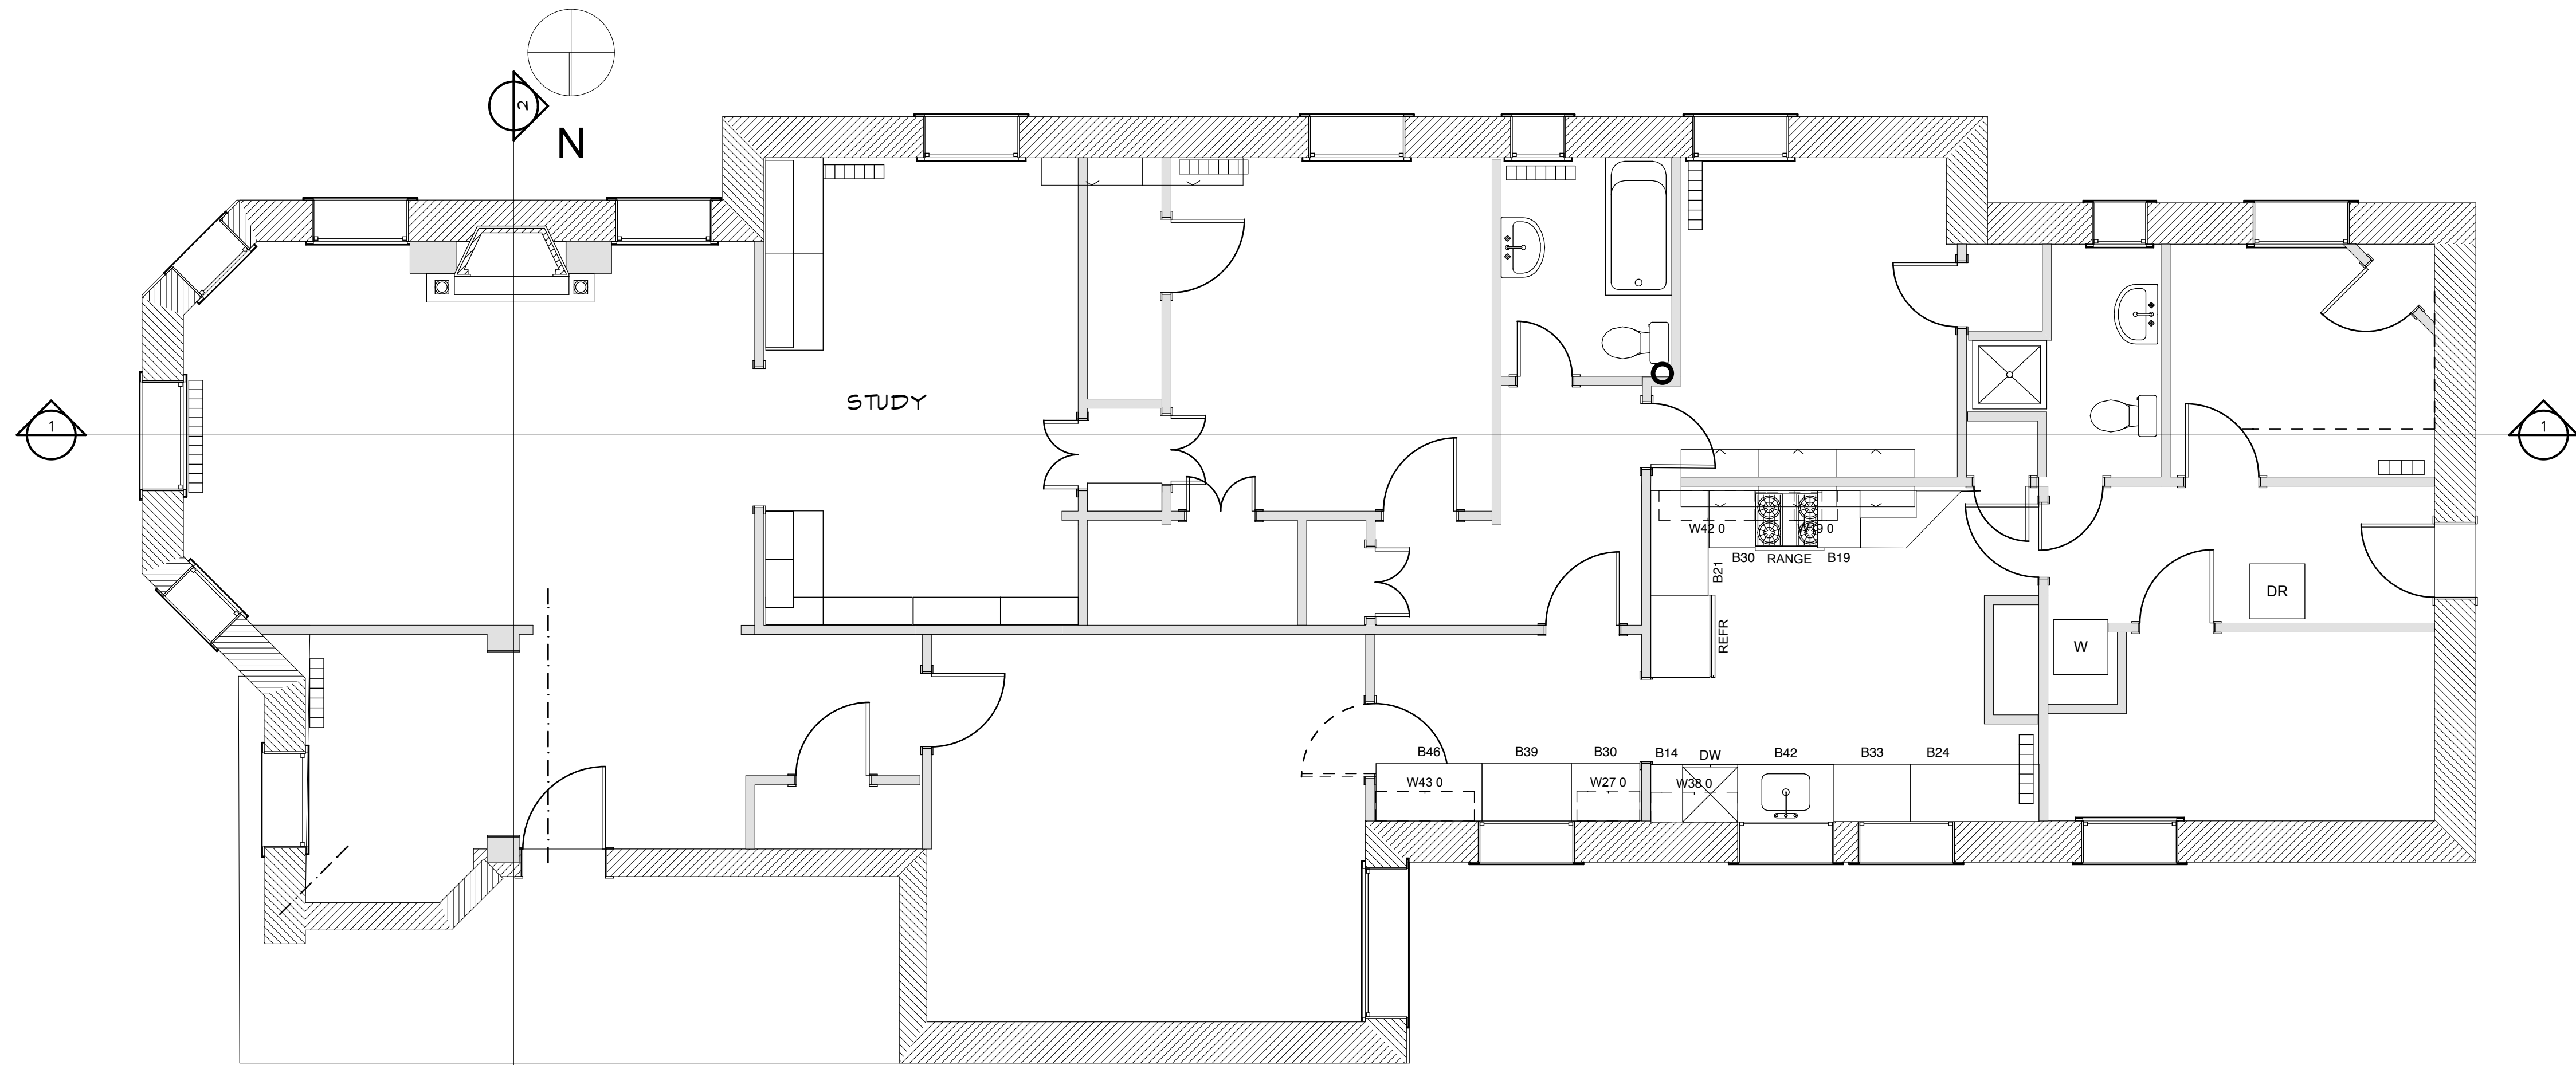 2
N
STUDY
1
1
W42 0
W19 0
B30
RANGE
B19
B21
REFR
DR
W
B46
B39
B30
B14
DW
B42
B33
B24
W43 0
W27 0
W38 0